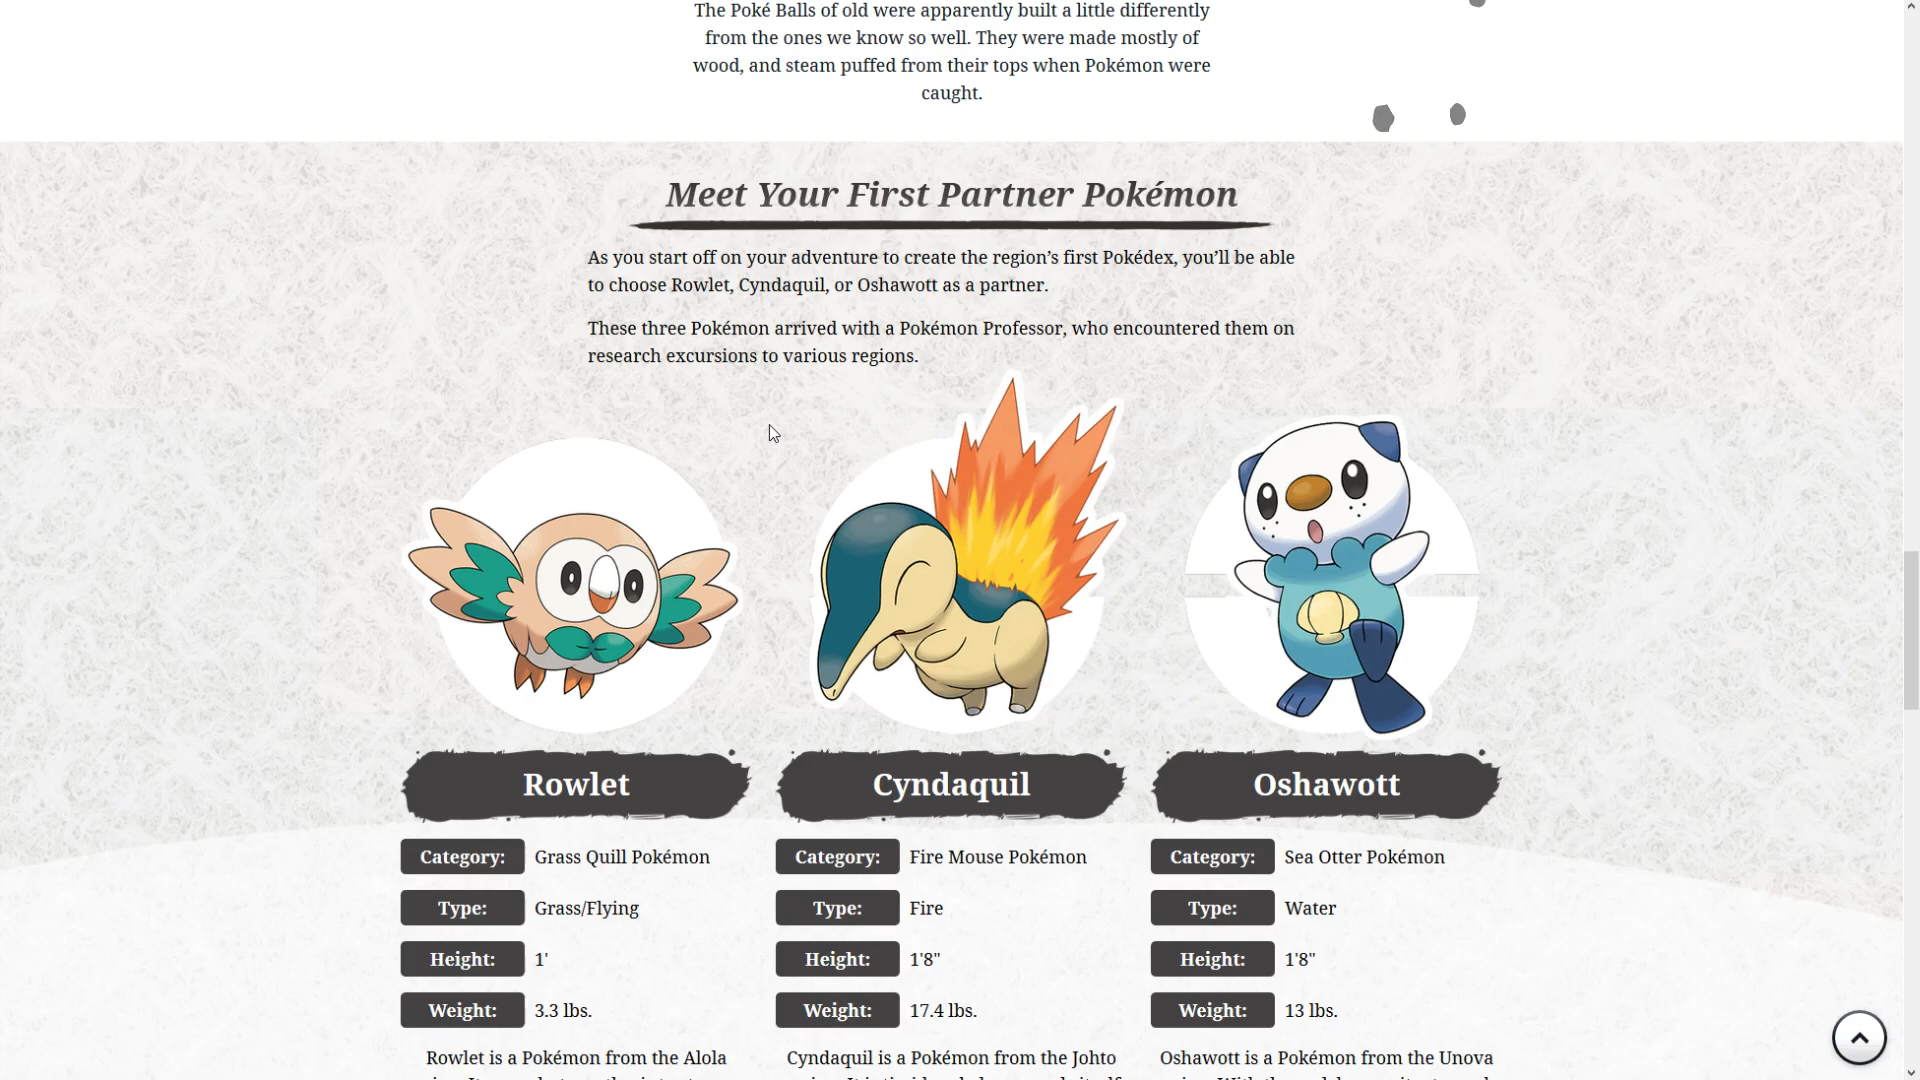 The Poké Balls of old were apparently built a little differently
from the ones we know so well. They were made mostly of
wood, and steam puffed from their tops when Pokémon were
caught.
Meet Your First Partner Pokémon
As you start off on your adventure to create the region’s first Pokédex, you’ll be able
to choose Rowlet, Cyndaquil, or Oshawott as a partner.
These three Pokémon arrived with a Pokémon Professor, who encountered them on
research excursions to various regions.
Rowlet
Category: Grass Quill Pokémon
Type: Grass/Flying
Height: 1'
Weight: 3.3 lbs.
Rowlet is a Pokémon from the Alola
Cyndaquil
Category: Fire Mouse Pokémon
Type: Fire
Height: 1'8"
Weight: 17.4 lbs.
Cyndaquil is a Pokémon from the Johto
Oshawott
Category: Sea Otter Pokémon
Type: Water
Height: 1'8"
Weight: 13 lbs.
Oshawott is a Pokémon from the Unova